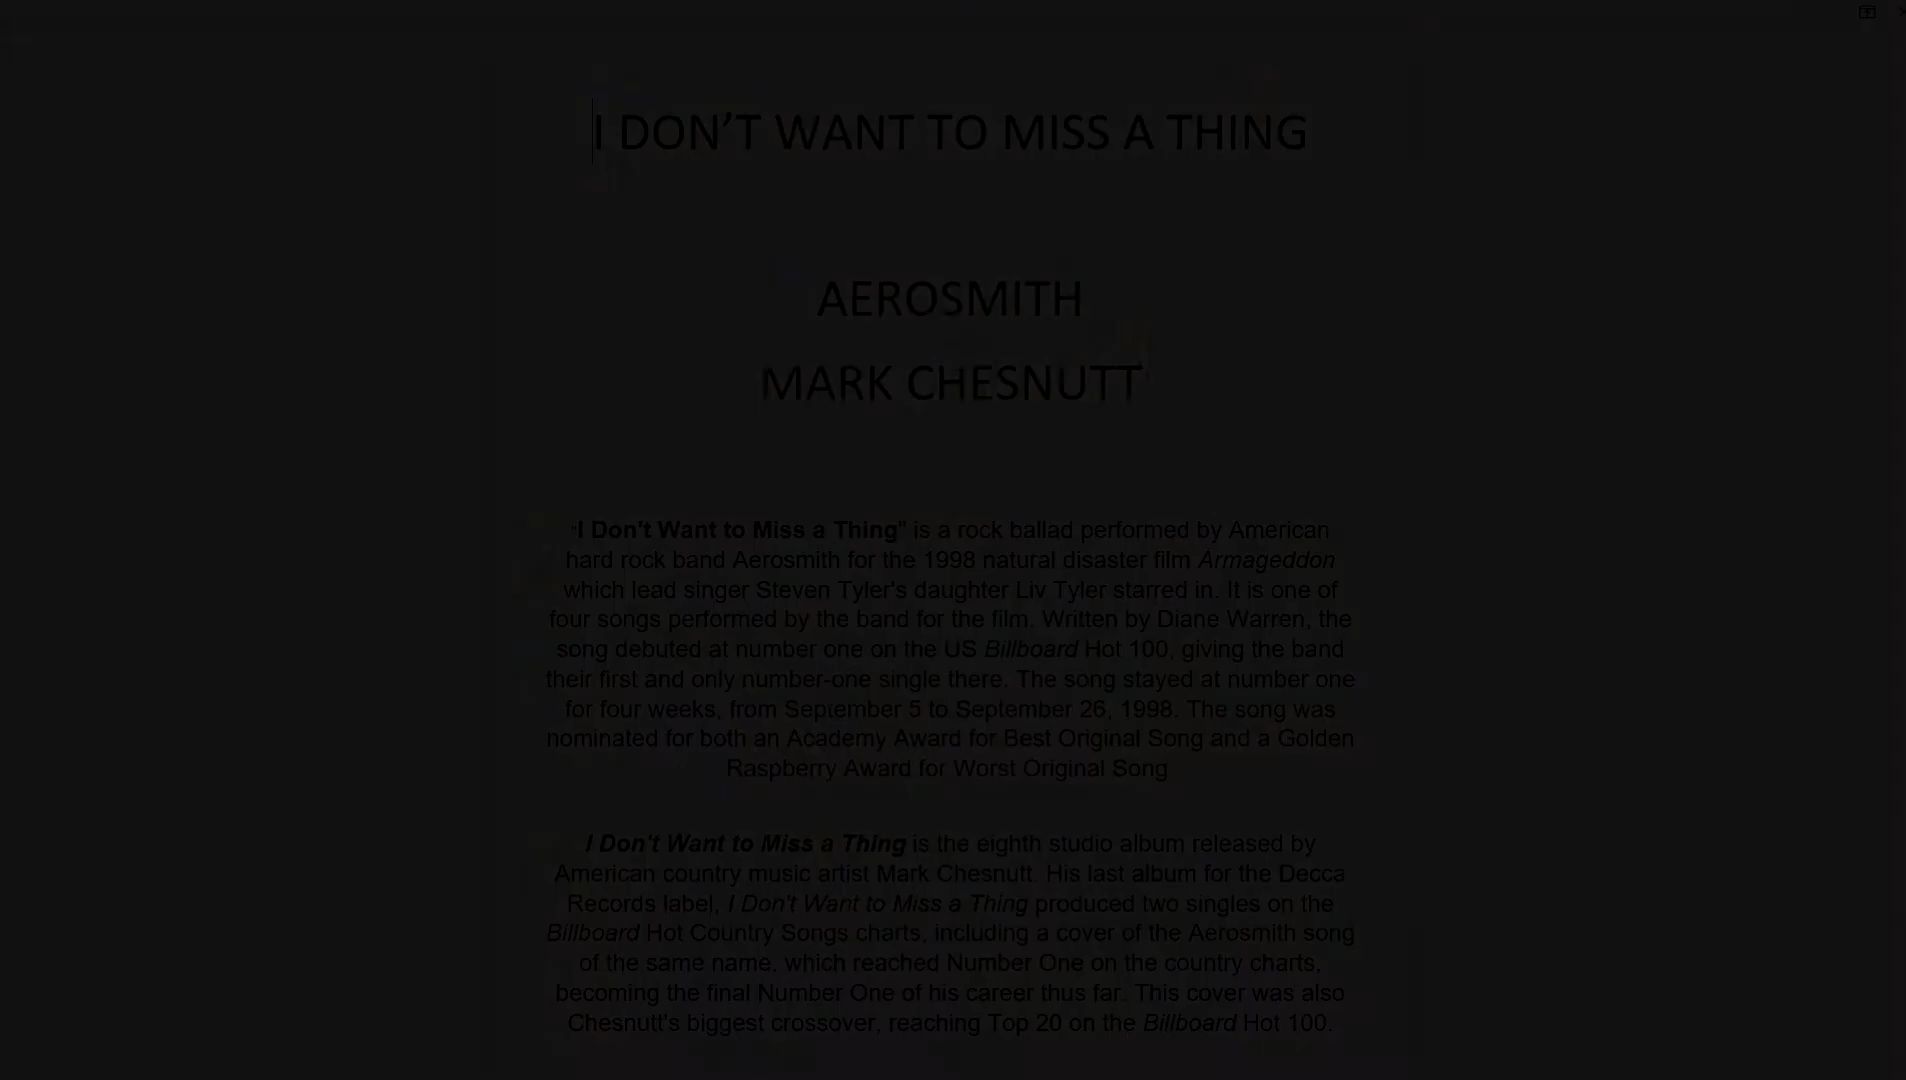 I DON’T WANT TO MISS A THING
AEROSMITH
MARK CHESNUTT
"I Don't Want to Miss a Thing" is a rock ballad performed by American
hard rock band Aerosmith for the 1998 natural disaster film Armageddon
which lead singer Steven Tyler's daughter Liv Tyler starred in. It is one of
four songs performed by the band for the film. Written by Diane Warren, the
song debuted at number one on the US Billboard Hot 100, giving the band
their first and only number-one single there. The song stayed at number one
for four weeks, from September 5 to September 26, 1998. The song was
nominated for both an Academy Award for Best Original Song and a Golden
Raspberry Award for Worst Original Song
I Don't Want to Miss a Thing is the eighth studio album released by
American country music artist Mark Chesnutt. His last album for the Decca
Records label, I Don't Want to Miss a Thing produced two singles on the
Billboard Hot Country Songs charts, including a cover of the Aerosmith song
of the same name, which reached Number One on the country charts,
becoming the final Number One of his career thus far. This cover was also
Chesnutt's biggest crossover, reaching Top 20 on the Billboard Hot 100.